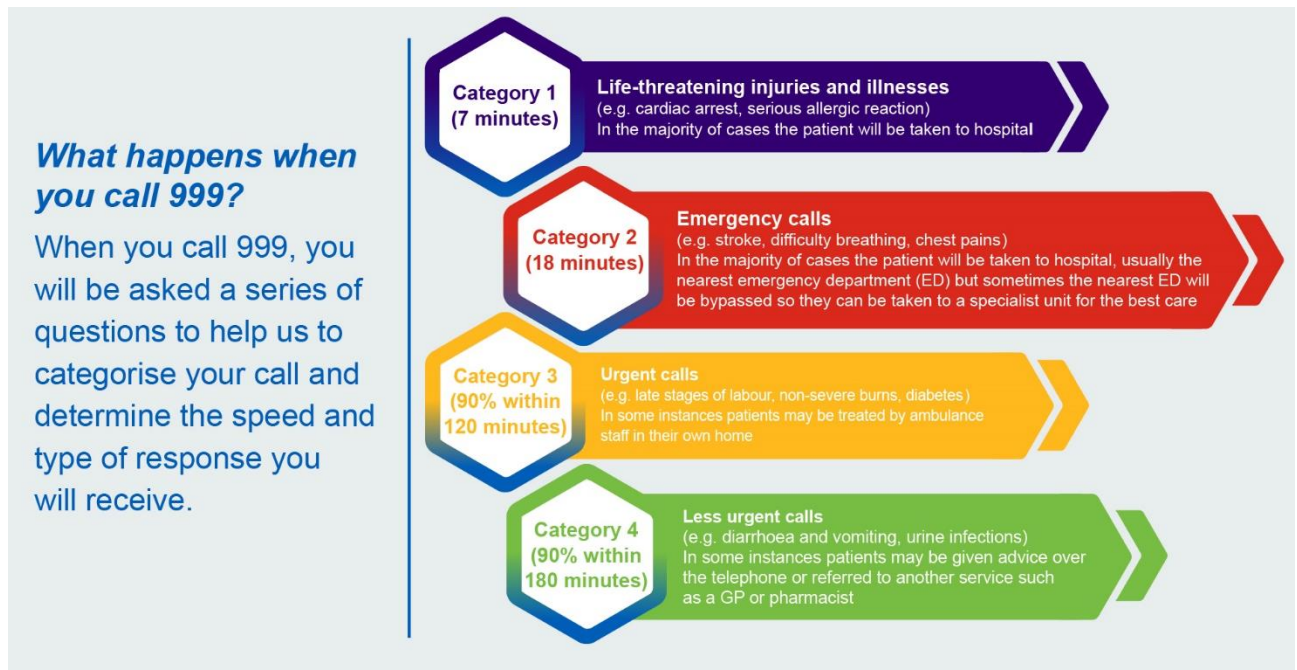 What happens when
you call 999?
When you call 999, you
will be asked a series of
questions to help us to
categorise your call and
determine the speed and
type of response you
will receive.
Category 1
(7 minutes)
Life-threatening injuries and illnesses
(e.g. cardiac arrest, serious allergic reaction)
In the majority of cases the patient will be taken to hospital
Category 2
(18 minutes)
Emergency calls
(e.g. stroke, difficulty breathing, chest pains)
In the majority of cases the patient will be taken to hospital, usually the
nearest emergency department (ED) but sometimes the nearest ED will
be bypassed so they can be taken to a specialist unit for the best care
Category 3
(90% within
120 minutes)
Urgent calls
(e.g. late stages of labour, non-severe burns, diabetes)
In some instances patients may be treated by ambulance
staff in their own home
Category 4
(90% within
180 minutes)
Less urgent calls
(e.g. diarrhoea and vomiting, urine infections)
In some instances patients may be given advice over
the telephone or referred to another service such
as a GP or pharmacist